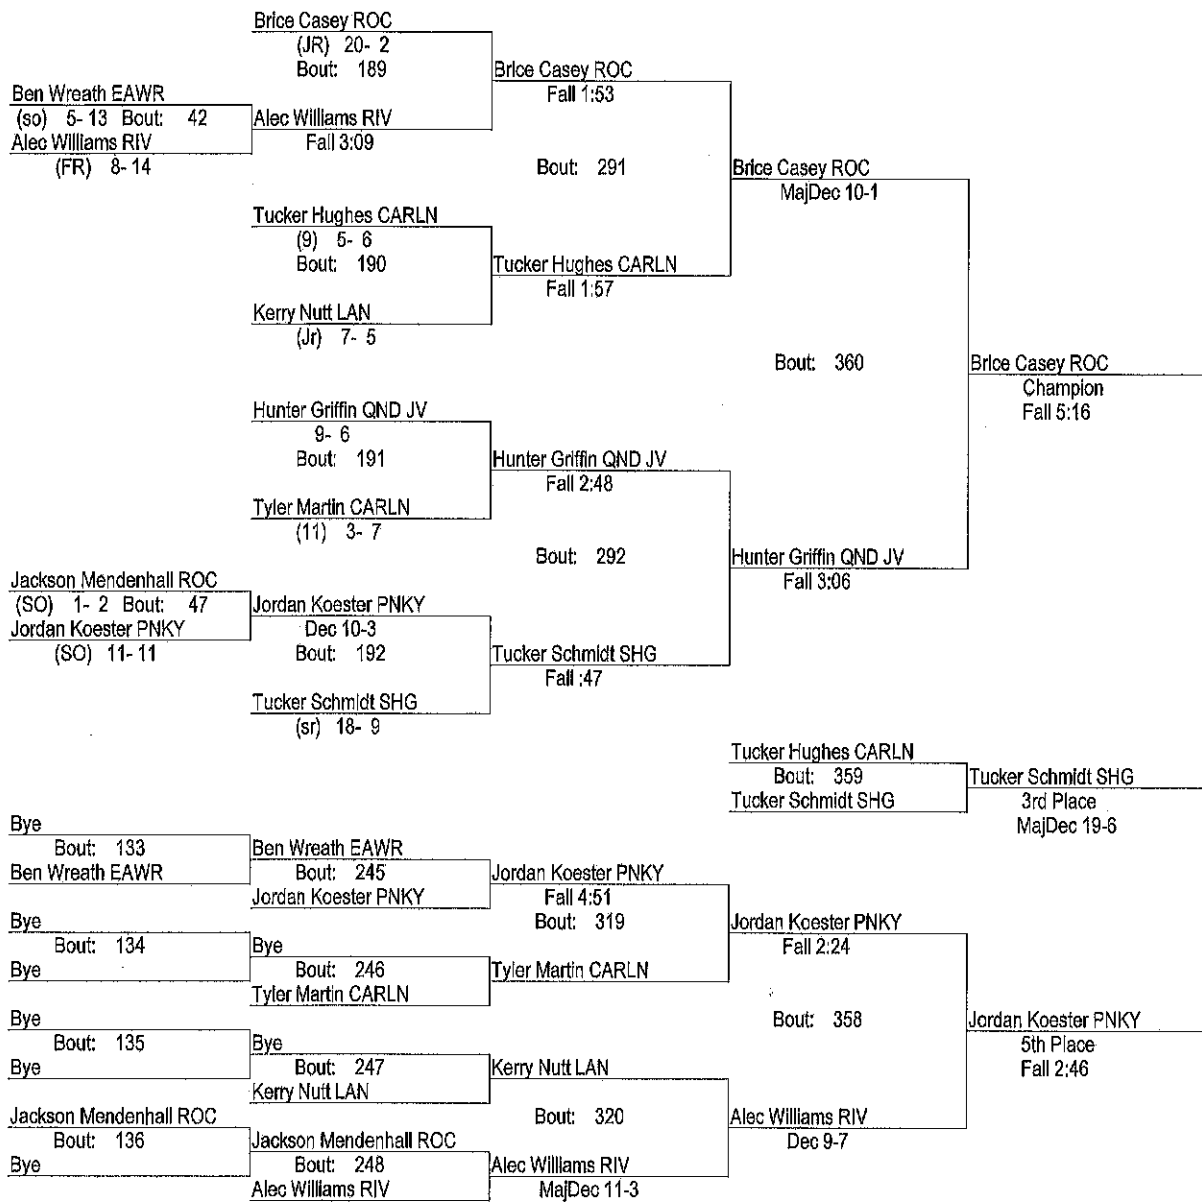 Brice Casey ROC
(JR) 20- 2
Bout: 189
Brice Casey ROC
Fall 1:53
Ben Wreath EAWR
(so) 5- 13 Bout: 42
Alec Williams RIV
(FR) 8- 14
Alec Williams RIV
Fall 3:09
Bout: 291
Brice Casey ROC
MajDec 10-1
Tucker Hughes CARLN
(9) 5- 6
Bout: 190
Tucker Hughes CARLN
Fall 1:57
Kerry Nutt LAN
(Jr) 7- 5
Bout: 360
Brice Casey ROC
Champion
Fall 5:16
Hunter Griffin QND JV
9- 6
Bout: 191
Hunter Griffin QND JV
Fall 2:48
Tyler Martin CARLN
(11) 3- 7
Bout: 292
Hunter Griffin QND JV
Fall 3:06
Jackson Mendenhall ROC
(SO) 1- 2 Bout: 47
Jordan Koester PNKY
(SO) 11- 11
Jordan Koester PNKY
Dec 10-3
Bout: 192
Tucker Schmidt SHG
Fall :47
Tucker Schmidt SHG
(sr) 18- 9
Tucker Hughes CARLN
Bout: 359
Tucker Schmidt SHG
Tucker Schmidt SHG
3rd Place
MajDec 19-6
Bye
Bout: 133
Ben Wreath EAWR
Ben Wreath EAWR
Bout: 245
Jordan Koester PNKY
Jordan Koester PNKY
Fall 4:51
Bout: 319
Jordan Koester PNKY
Fall 2:24
Bye
Bout: 134
Bye
Bye
Bout: 246
Tyler Martin CARLN
Tyler Martin CARLN
Bout: 358
Jordan Koester PNKY
5th Place
Fall 2:46
Bye
Bout: 135
Bye
Bye
Bout: 247
Kerry Nutt LAN
Kerry Nutt LAN
Bout: 320
Alec Williams RIV
Dec 9-7
Jackson Mendenhall ROC
Bout: 136
Bye
Jackson Mendenhall ROC
Bout: 248
Alec Williams RIV
Alec Williams RIV
MajDec 11-3